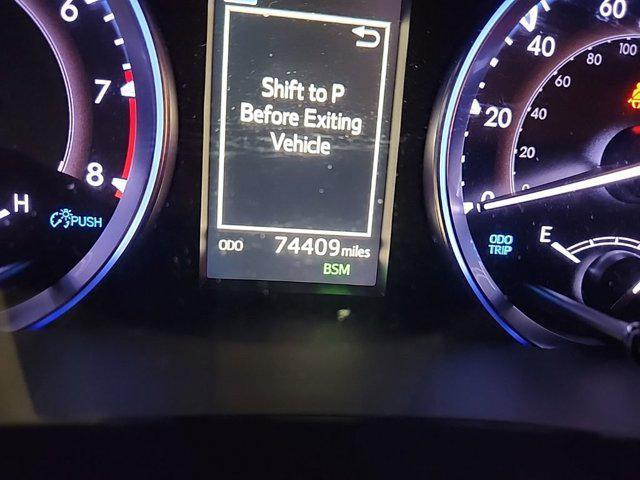 6
7
8
H
PUSH
Shift to P
Before Exiting
Vehicle
ODO 74409 miles
BSM
60
40
20
0
100
80
60
40
20
0
ODO
TRIP
E